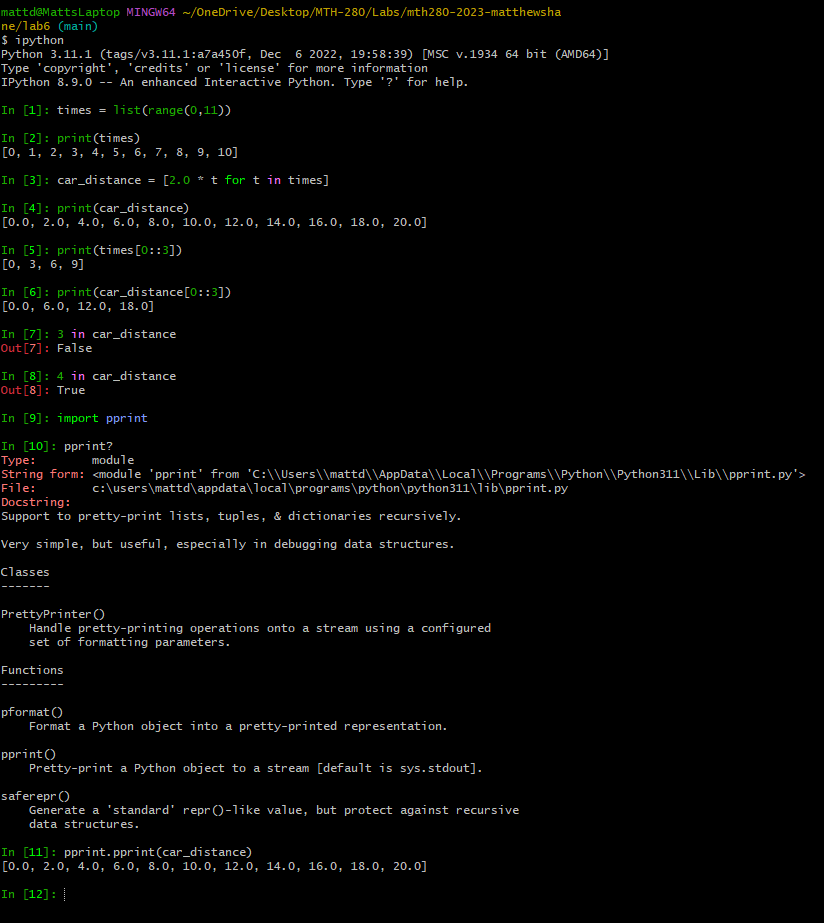 mattd@MattsLaptop MINGW64 ~/OneDrive/Desktop/MTH-280/Labs/mth280-2023-matthewsha
ne/lab6 (main)
$ ipython
Python 3.11.1 (tags/v3.11.1:a7a450f, Dec  6 2022, 19:58:39) [MSC v.1934 64 bit (AMD64)]
Type 'copyright', 'credits' or 'license' for more information
IPython 8.9.0 -- An enhanced Interactive Python. Type '?' for help.

In [1]: times = list(range(0,11))

In [2]: print(times)
[0, 1, 2, 3, 4, 5, 6, 7, 8, 9, 10]

In [3]: car_distance = [2.0 * t for t in times]

In [4]: print(car_distance)
[0.0, 2.0, 4.0, 6.0, 8.0, 10.0, 12.0, 14.0, 16.0, 18.0, 20.0]

In [5]: print(times[0::3])
[0, 3, 6, 9]

In [6]: print(car_distance[0::3])
[0.0, 6.0, 12.0, 18.0]

In [7]: 3 in car_distance
Out[7]: False

In [8]: 4 in car_distance
Out[8]: True

In [9]: import pprint

In [10]: pprint?
Type:        module
String form: <module 'pprint' from 'C:\\Users\\mattd\\AppData\\Local\\Programs\\Python\\Python311\\Lib\\pprint.py'>
File:        c:\users\mattd\appdata\local\programs\python\python311\lib\pprint.py
Docstring:
Support to pretty-print lists, tuples, & dictionaries recursively.

Very simple, but useful, especially in debugging data structures.

Classes
-------

PrettyPrinter()
    Handle pretty-printing operations onto a stream using a configured
    set of formatting parameters.

Functions
---------

pformat()
    Format a Python object into a pretty-printed representation.

pprint()
    Pretty-print a Python object to a stream [default is sys.stdout].

saferepr()
    Generate a 'standard' repr()-like value, but protect against recursive
    data structures.

In [11]: pprint.pprint(car_distance)
[0.0, 2.0, 4.0, 6.0, 8.0, 10.0, 12.0, 14.0, 16.0, 18.0, 20.0]

In [12]: